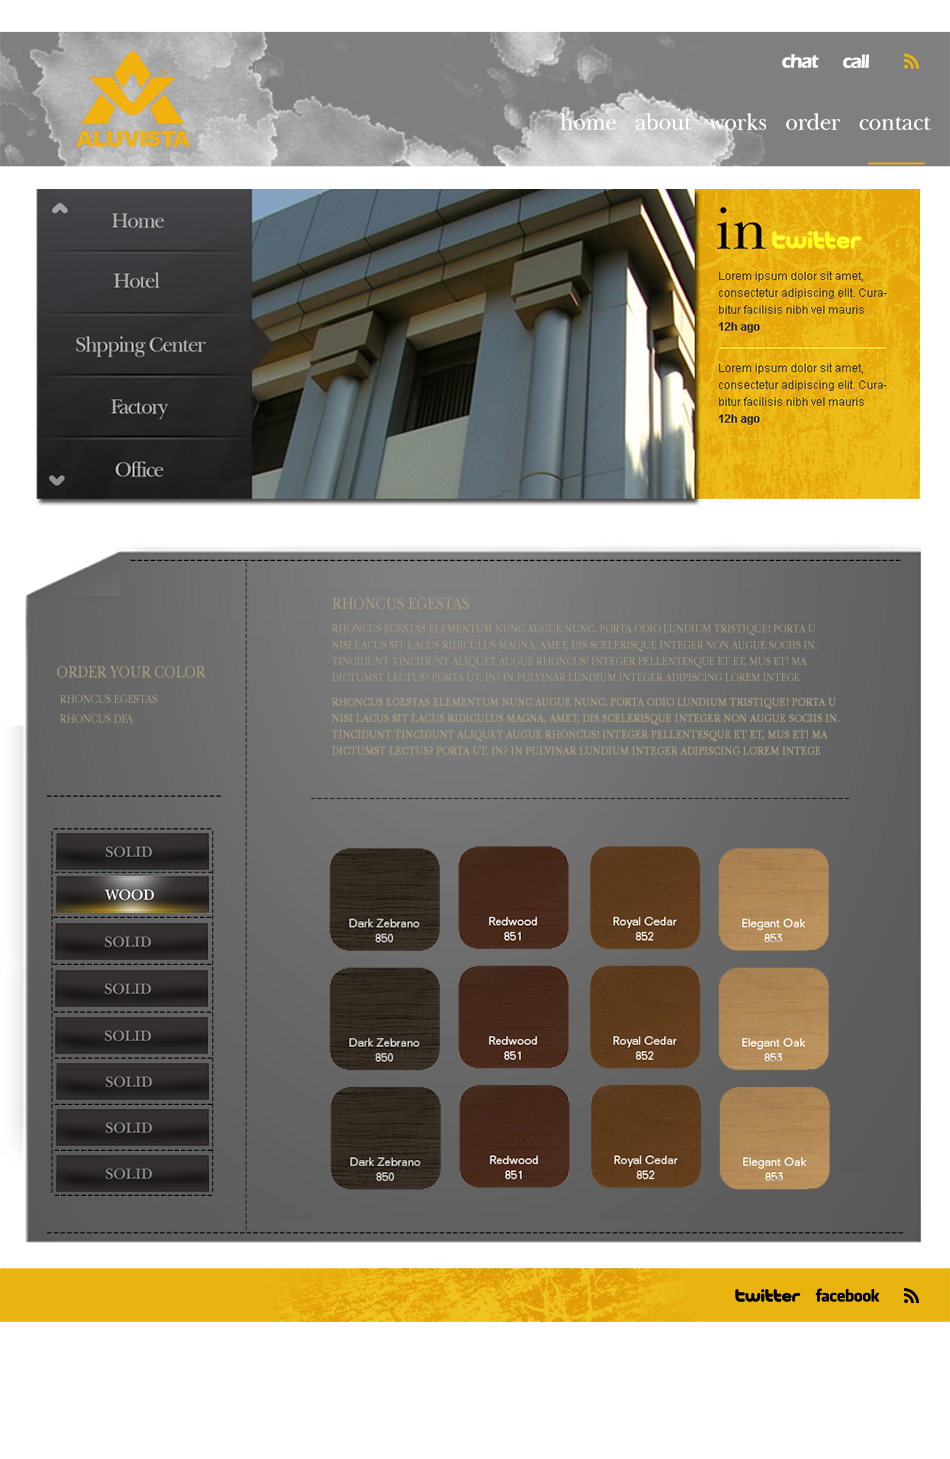 ALUVISTA
chat call
home about works order contact
Home
Hotel
Shpping Center
Factory
Office
in twitter
Lorem ipsum dolor sit amet,
consectetur adipiscing elit. Cura-
bitur facilisis nibh vel mauris
12h ago
Lorem ipsum dolor sit amet,
consectetur adipiscing elit. Cura-
bitur facilisis nibh vel mauris
12h ago
ORDER YOUR COLOR
RHONCUS EGESTAS
RHONCUS DFA
RHONCUS EGESTAS
RHONCUS EGESTAS ELEMENTUM NUNC AUGUE NUNC. PORTA ODIO LUNDIUM TRISTIQUE! PORTA U
NISI LACUS SIT LACUS RIDICULUS MAGNA, AMET, DIS SCELERISQUE INTEGER NON AUGUE SOCIIS IN.
TINCIDUNT TINCIDUNT ALIQUET AUGUE RHONCUS! INTEGER PELLENTESQUE ET ET, MUS ET! MA
DICTUMST LECTUS? PORTA UT. IN? IN PULVINAR LUNDIUM INTEGER ADIPISCING LOREM INTEGE
RHONCUS EGESTAS ELEMENTUM NUNC AUGUE NUNC. PORTA ODIO LUNDIUM TRISTIQUE! PORTA U
NISI LACUS SIT LACUS RIDICULUS MAGNA, AMET, DIS SCELERISQUE INTEGER NON AUGUE SOCIIS IN.
TINCIDUNT TINCIDUNT ALIQUET AUGUE RHONCUS! INTEGER PELLENTESQUE ET ET, MUS ET! MA
DICTUMST LECTUS? PORTA UT. IN? IN PULVINAR LUNDIUM INTEGER ADIPISCING LOREM INTEGE
SOLID
WOOD
SOLID
SOLID
SOLID
SOLID
SOLID
SOLID
Dark Zebrano
850
Redwood
851
Royal Cedar
852
Elegant Oak
853
Dark Zebrano
850
Redwood
851
Royal Cedar
852
Elegant Oak
853
Dark Zebrano
850
Redwood
851
Royal Cedar
852
Elegant Oak
853
twitter facebook